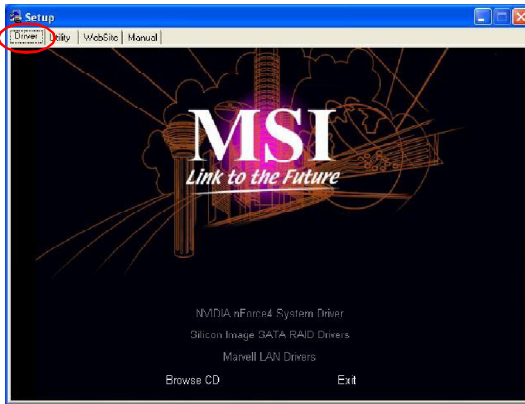 Setup
Driver Utility WebSite Manual
MSI
Link to the Future
NVIDIA nForce4 System Driver
Silicon Image SATA RAID Drivers
Marvell LAN Drivers
Browse CD Exit